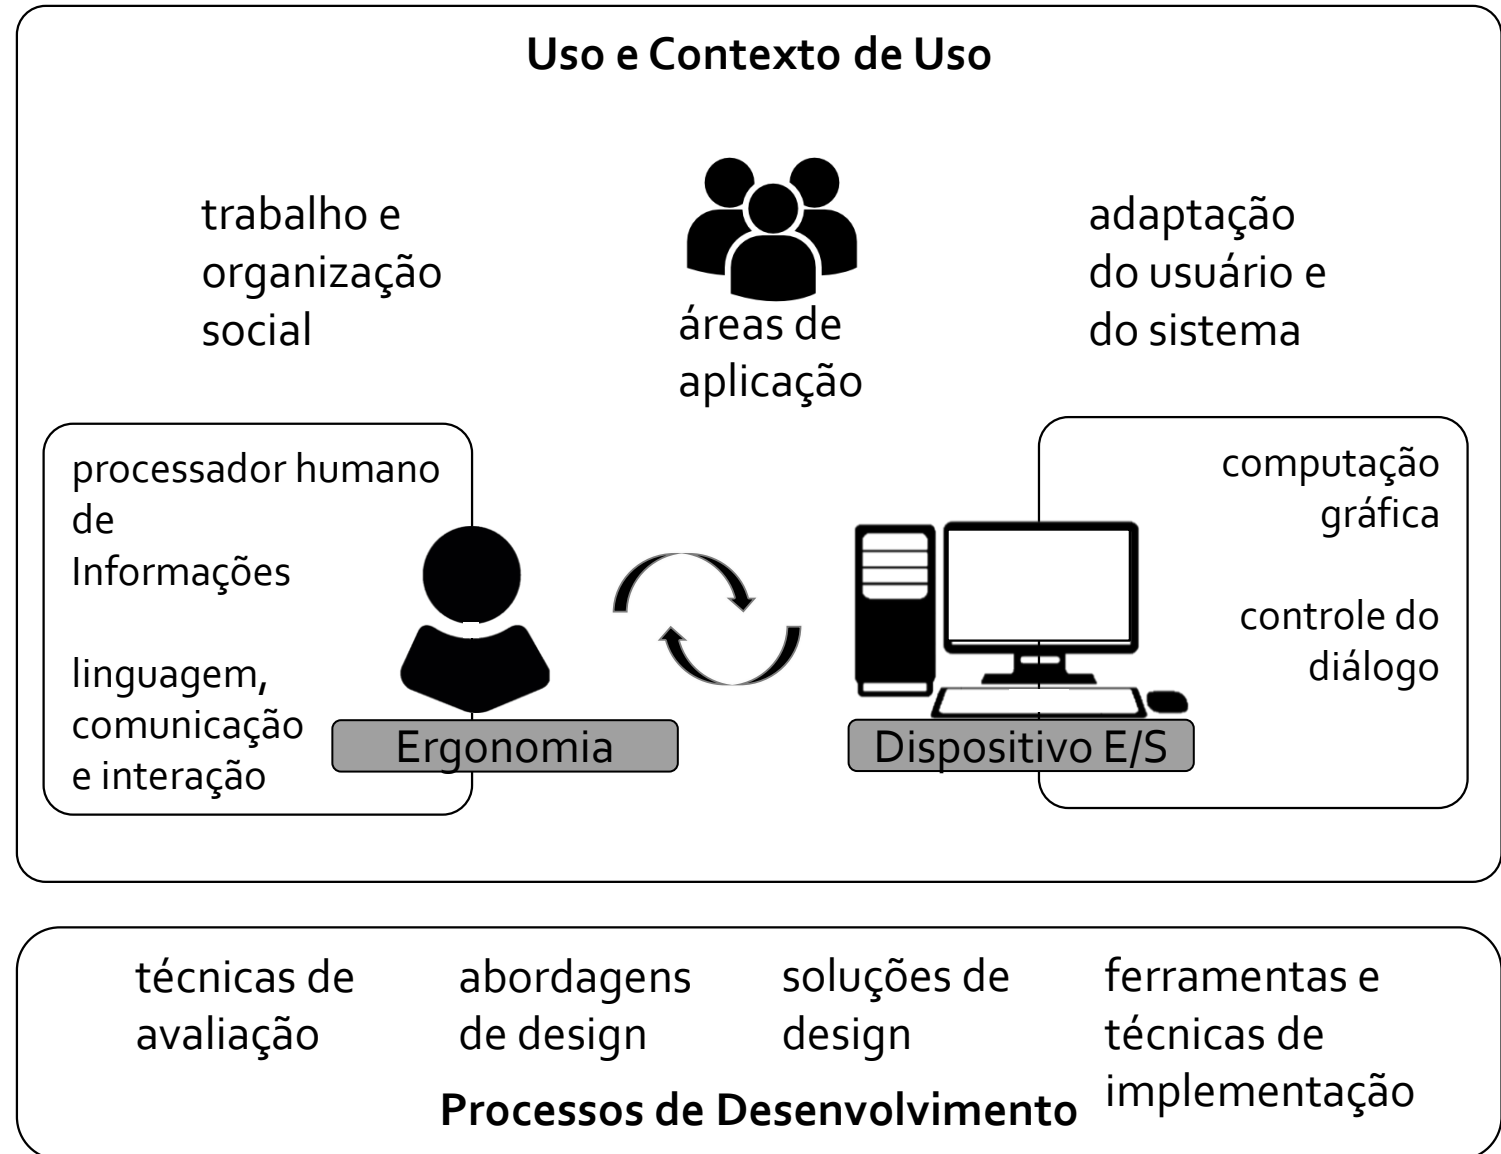 Uso e Contexto de Uso
trabalho e
organização
social
áreas de
aplicação
adaptação
do usuário e
do sistema
processador humano
de
Informações
linguagem,
comunicação
e interação
Ergonomia
computação
gráfica
controle do
diálogo
Dispositivo E/S
técnicas de
avaliação
abordagens
de design
soluções de
design
ferramentas e
técnicas de
implementação
Processos de Desenvolvimento